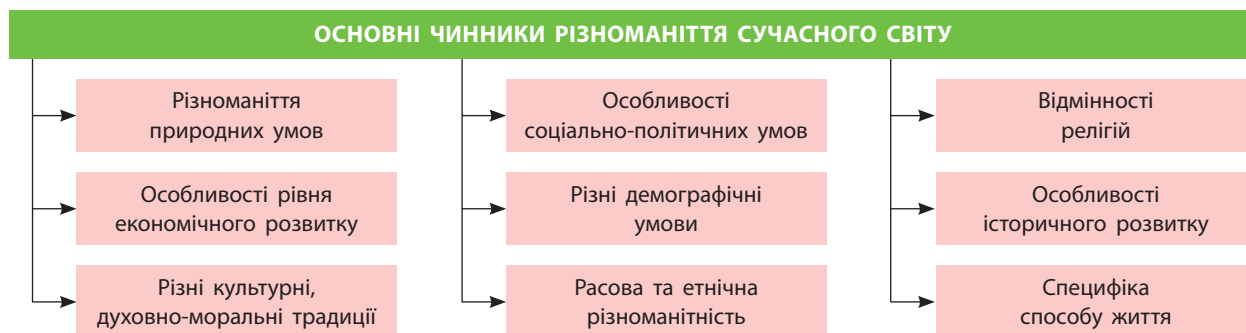 ОСНОВНІ ЧИННИКИ РІЗНОМАНІТТЯ СУЧАСНОГО СВІТУ
Різноманіття
природних умов
Особливості рівня
економічного розвитку
Різні культурні,
духовно-моральні традиції
Особливості
соціально-політичних умов
Різні демографічні
умови
Расова та етнічна
різноманітність
Відмінності
релігій
Особливості
історичного розвитку
Специфіка
способу життя